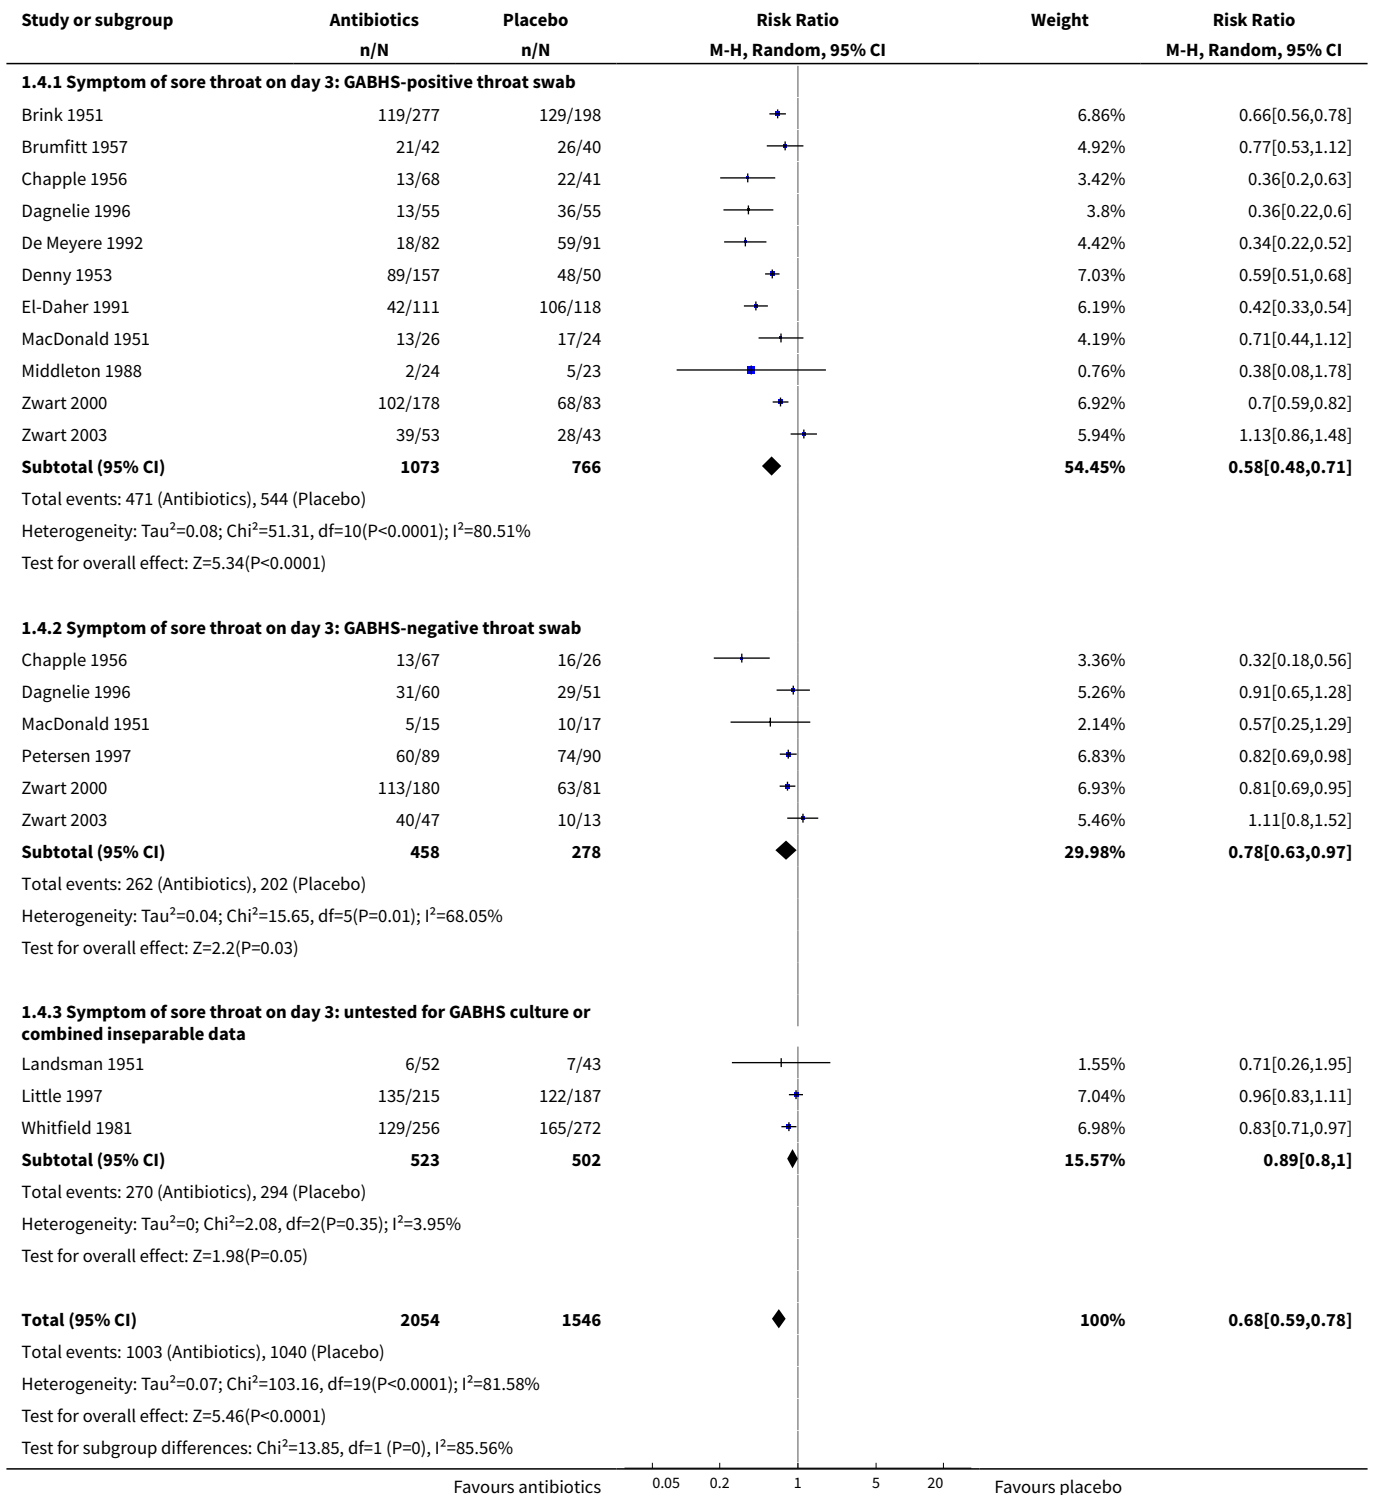 Study or subgroup Antibiotics Placebo Risk Ratio Weight Risk Ratio
n/N n/N M-H, Random, 95% CI M-H, Random, 95% CI
1.4.1 Symptom of sore throat on day 3: GABHS-positive throat swab
Brink 1951 119/277 129/198 6.86% 0.66[0.56,0.78]
Brumfitt 1957 21/42 26/40 4.92% 0.77[0.53,1.12]
Chapple 1956 13/68 22/41 3.42% 0.36[0.2,0.63]
Dagnelie 1996 13/55 36/55 3.8% 0.36[0.22,0.6]
De Meyere 1992 18/82 59/91 4.42% 0.34[0.22,0.52]
Denny 1953 89/157 48/50 7.03% 0.59[0.51,0.68]
El-Daher 1991 42/111 106/118 6.19% 0.42[0.33,0.54]
MacDonald 1951 13/26 17/24 4.19% 0.71[0.44,1.12]
Middleton 1988 2/24 5/23 0.76% 0.38[0.08,1.78]
Zwart 2000 102/178 68/83 6.92% 0.7[0.59,0.82]
Zwart 2003 39/53 28/43 5.94% 1.13[0.86,1.48]
Subtotal (95% CI) 1073 766 54.45% 0.58[0.48,0.71]
Total events: 471 (Antibiotics), 544 (Placebo)
Heterogeneity: Tau²=0.08; Chi²=51.31, df=10(P<0.0001); I²=80.51%
Test for overall effect: Z=5.34(P<0.0001)
1.4.2 Symptom of sore throat on day 3: GABHS-negative throat swab
Chapple 1956 13/67 16/26 3.36% 0.32[0.18,0.56]
Dagnelie 1996 31/60 29/51 5.26% 0.91[0.65,1.28]
MacDonald 1951 5/15 10/17 2.14% 0.57[0.25,1.29]
Petersen 1997 60/89 74/90 6.83% 0.82[0.69,0.98]
Zwart 2000 113/180 63/81 6.93% 0.81[0.69,0.95]
Zwart 2003 40/47 10/13 5.46% 1.11[0.8,1.52]
Subtotal (95% CI) 458 278 29.98% 0.78[0.63,0.97]
Total events: 262 (Antibiotics), 202 (Placebo)
Heterogeneity: Tau²=0.04; Chi²=15.65, df=5(P=0.01); I²=68.05%
Test for overall effect: Z=2.2(P=0.03)
1.4.3 Symptom of sore throat on day 3: untested for GABHS culture or
combined inseparable data
Landsman 1951 6/52 7/43 1.55% 0.71[0.26,1.95]
Little 1997 135/215 122/187 7.04% 0.96[0.83,1.11]
Whitfield 1981 129/256 165/272 6.98% 0.83[0.71,0.97]
Subtotal (95% CI) 523 502 15.57% 0.89[0.8,1]
Total events: 270 (Antibiotics), 294 (Placebo)
Heterogeneity: Tau²=0; Chi²=2.08, df=2(P=0.35); I²=3.95%
Test for overall effect: Z=1.98(P=0.05)
Total (95% CI) 2054 1546 100% 0.68[0.59,0.78]
Total events: 1003 (Antibiotics), 1040 (Placebo)
Heterogeneity: Tau²=0.07; Chi²=103.16, df=19(P<0.0001); I²=81.58%
Test for overall effect: Z=5.46(P<0.0001)
Test for subgroup differences: Chi²=13.85, df=1 (P=0), I²=85.56%
Favours antibiotics 0.05 0.2 1 5 20 Favours placebo